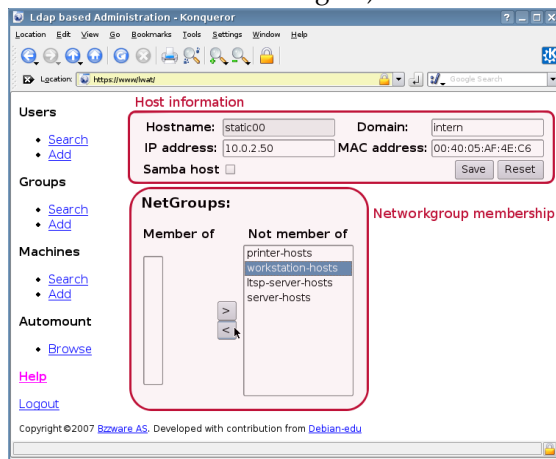 Ldap based Administration - Konqueror
Location Edit View Go Bookmarks Tools Settings Window Help
Location: https://www/lwat/ Google Search
Users
Search
Add
Groups
Search
Add
Machines
Search
Add
Automount
Browse
Help
Logout
Host information
Hostname: static00 Domain: intern
IP address: 10.0.2.50 MAC address: 00:40:05:AF:4E:C6
Samba host Save Reset
NetGroups:
Member of Not member of
printer-hosts
workstation-hosts
ltsp-server-hosts
server-hosts
>
<
Networkgroup membership
Copyright©2007 Bzzware AS. Developed with contribution from Debian-edu